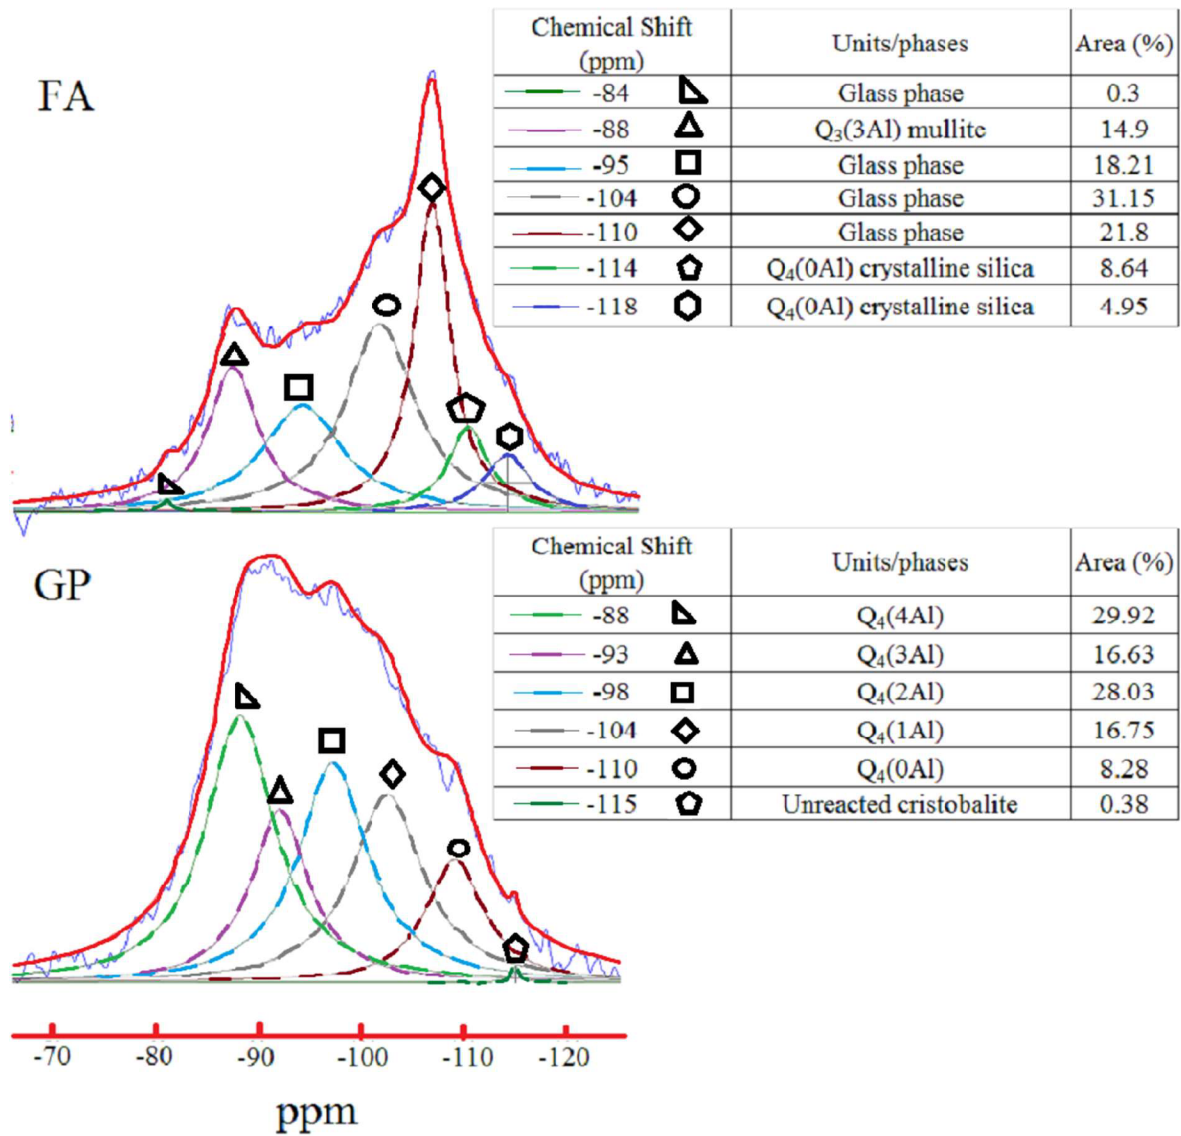 FA
Chemical Shift (ppm) Units/phases Area (%)
-84 Glass phase 0.3
-88 Q₃(3Al) mullite 14.9
-95 Glass phase 18.21
-104 Glass phase 31.15
-110 Glass phase 21.8
-114 Q₄(0Al) crystalline silica 8.64
-118 Q₄(0Al) crystalline silica 4.95
GP
Chemical Shift (ppm) Units/phases Area (%)
-88 Q₄(4Al) 29.92
-93 Q₄(3Al) 16.63
-98 Q₄(2Al) 28.03
-104 Q₄(1Al) 16.75
-110 Q₄(0Al) 8.28
-115 Unreacted cristobalite 0.38
-70 -80 -90 -100 -110 -120
ppm